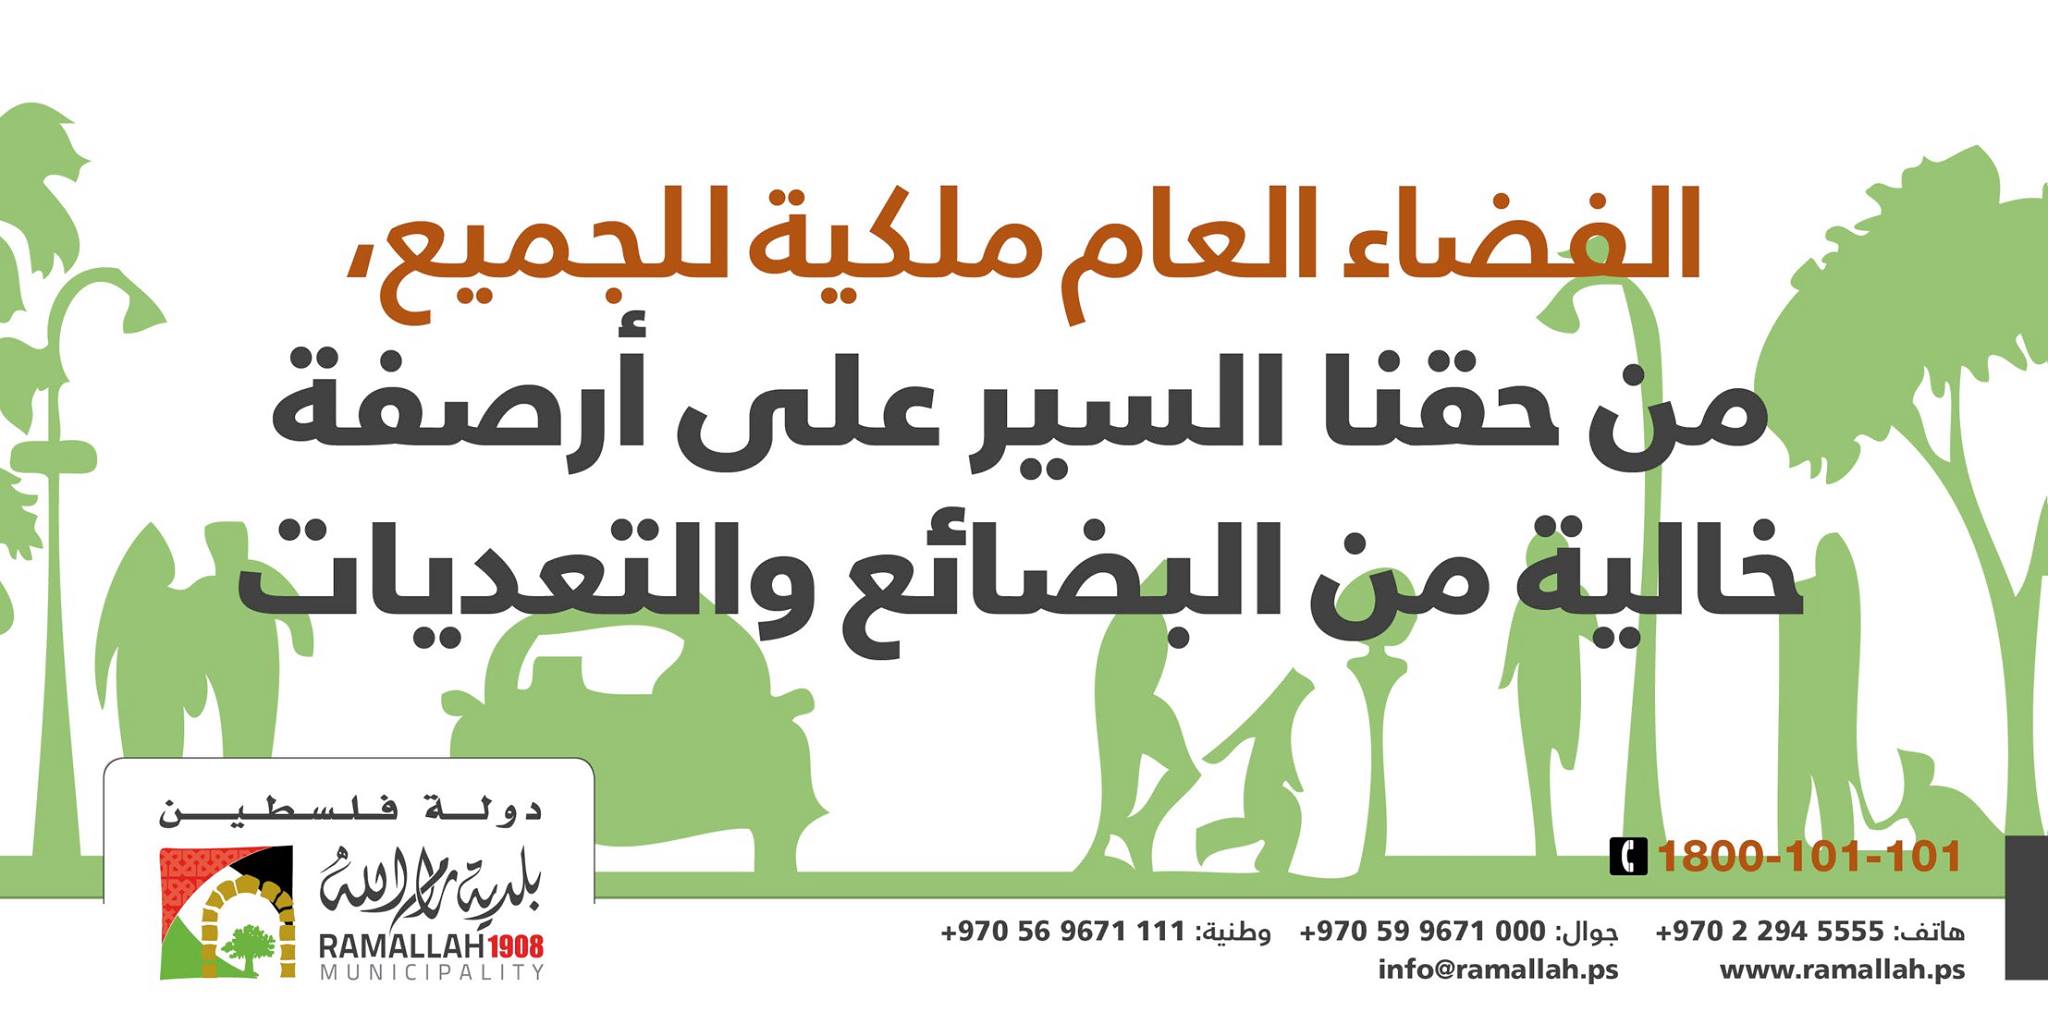 الفضاء العام ملكية للجميع،
من حقنا السير على أرصفة
خالية من البضائع والتعديات
1800-101-101
هاتف: +970 2 294 5555 جوال: +970 59 9671 000 وطنية: +970 56 9671 111
www.ramallah.ps info@ramallah.ps
دولة فلسطين
بلدية رام الله
RAMALLAH 1908
MUNICIPALITY